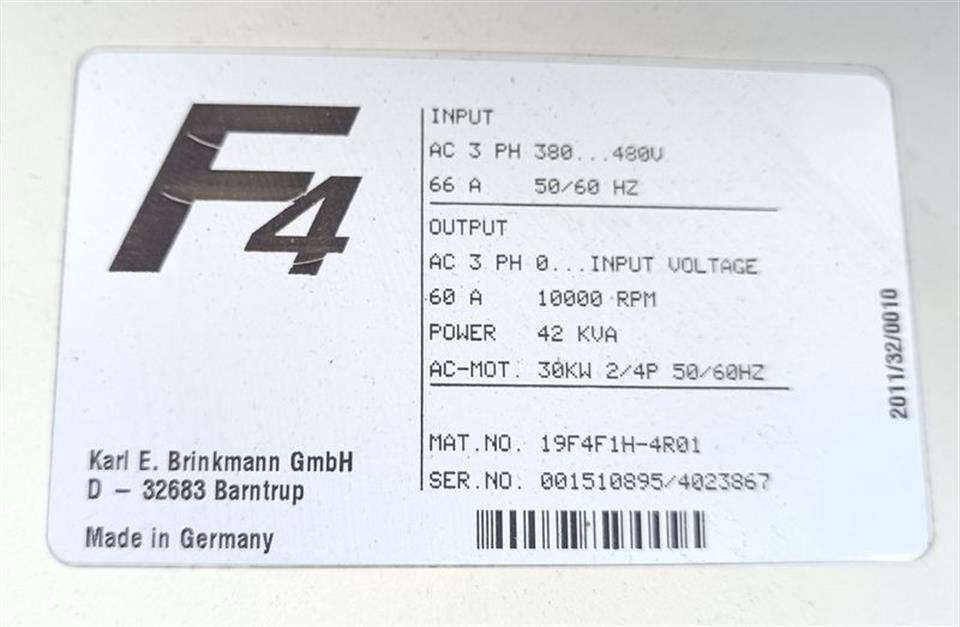 F4
INPUT
AC 3 PH 380...480V
66 A 50/60 HZ
OUTPUT
AC 3 PH 0...INPUT VOLTAGE
60 A 10000 RPM
POWER 42 KVA
AC-MOT. 30KW 2/4P 50/60HZ
MAT.NO. 19F4F1H-4R01
SER.NO. 001510895/4023867
2011/32/0010
Karl E. Brinkmann GmbH
D – 32683 Barntrup
Made in Germany